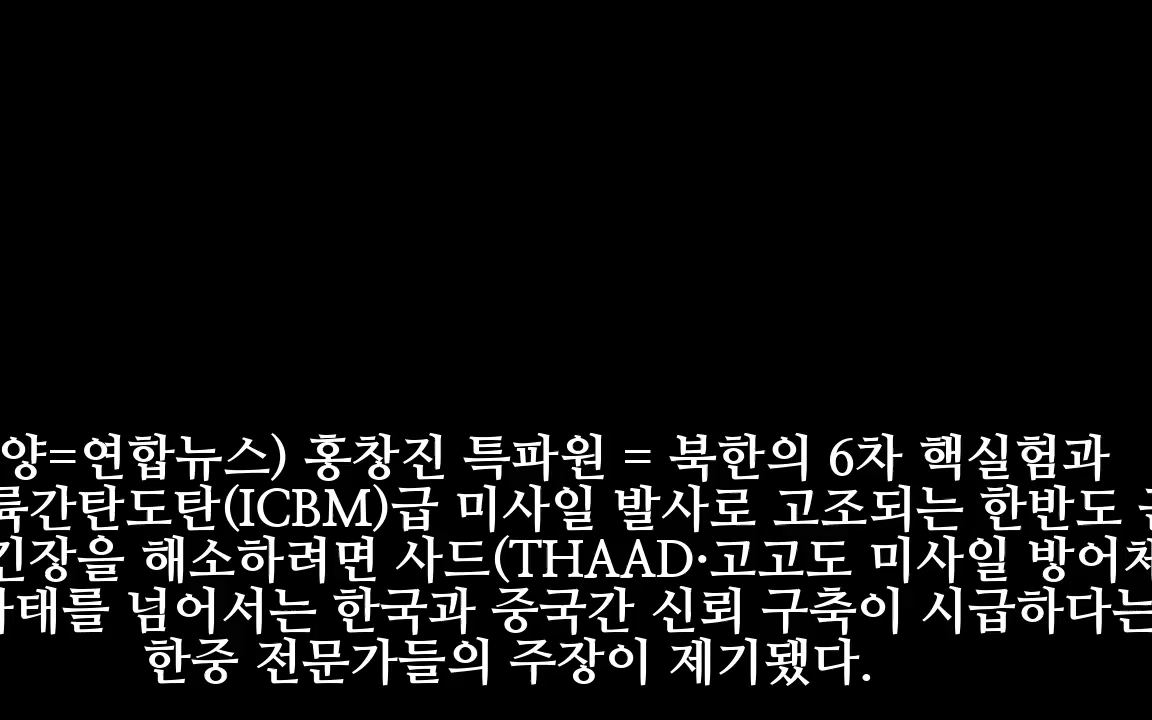 양=연합뉴스) 홍창진 특파원 = 북한의 6차 핵실험과
륙간탄도탄(ICBM)급 미사일 발사로 고조되는 한반도
긴장을 해소하려면 사드(THAAD·고고도 미사일 방어체
사태를 넘어서는 한국과 중국간 신뢰 구축이 시급하다는
한중 전문가들의 주장이 제기됐다.